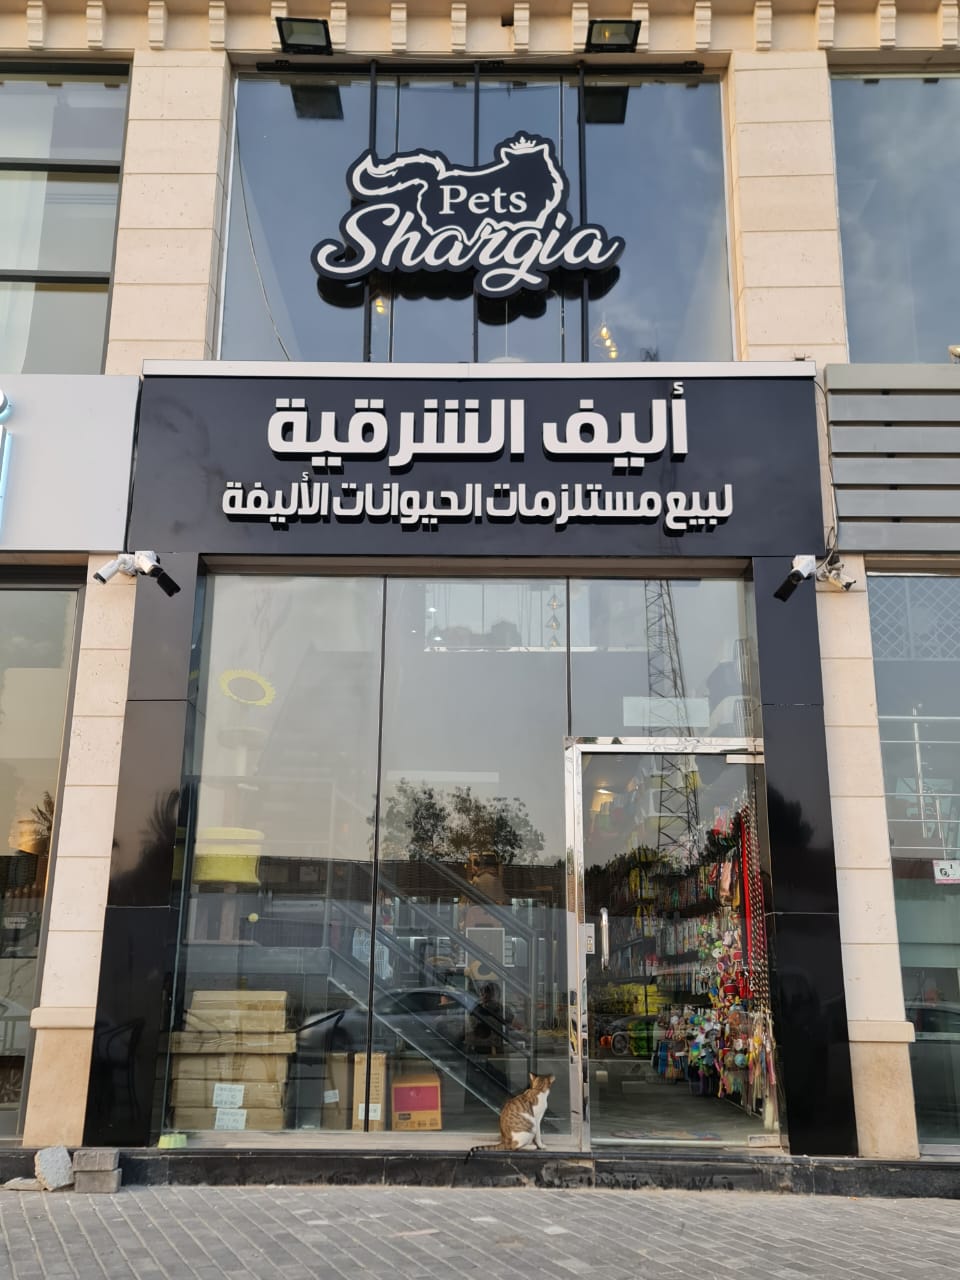 Pets
Shargia
أليف الشرقية
لبيع مستلزمات الحيوانات الأليفة